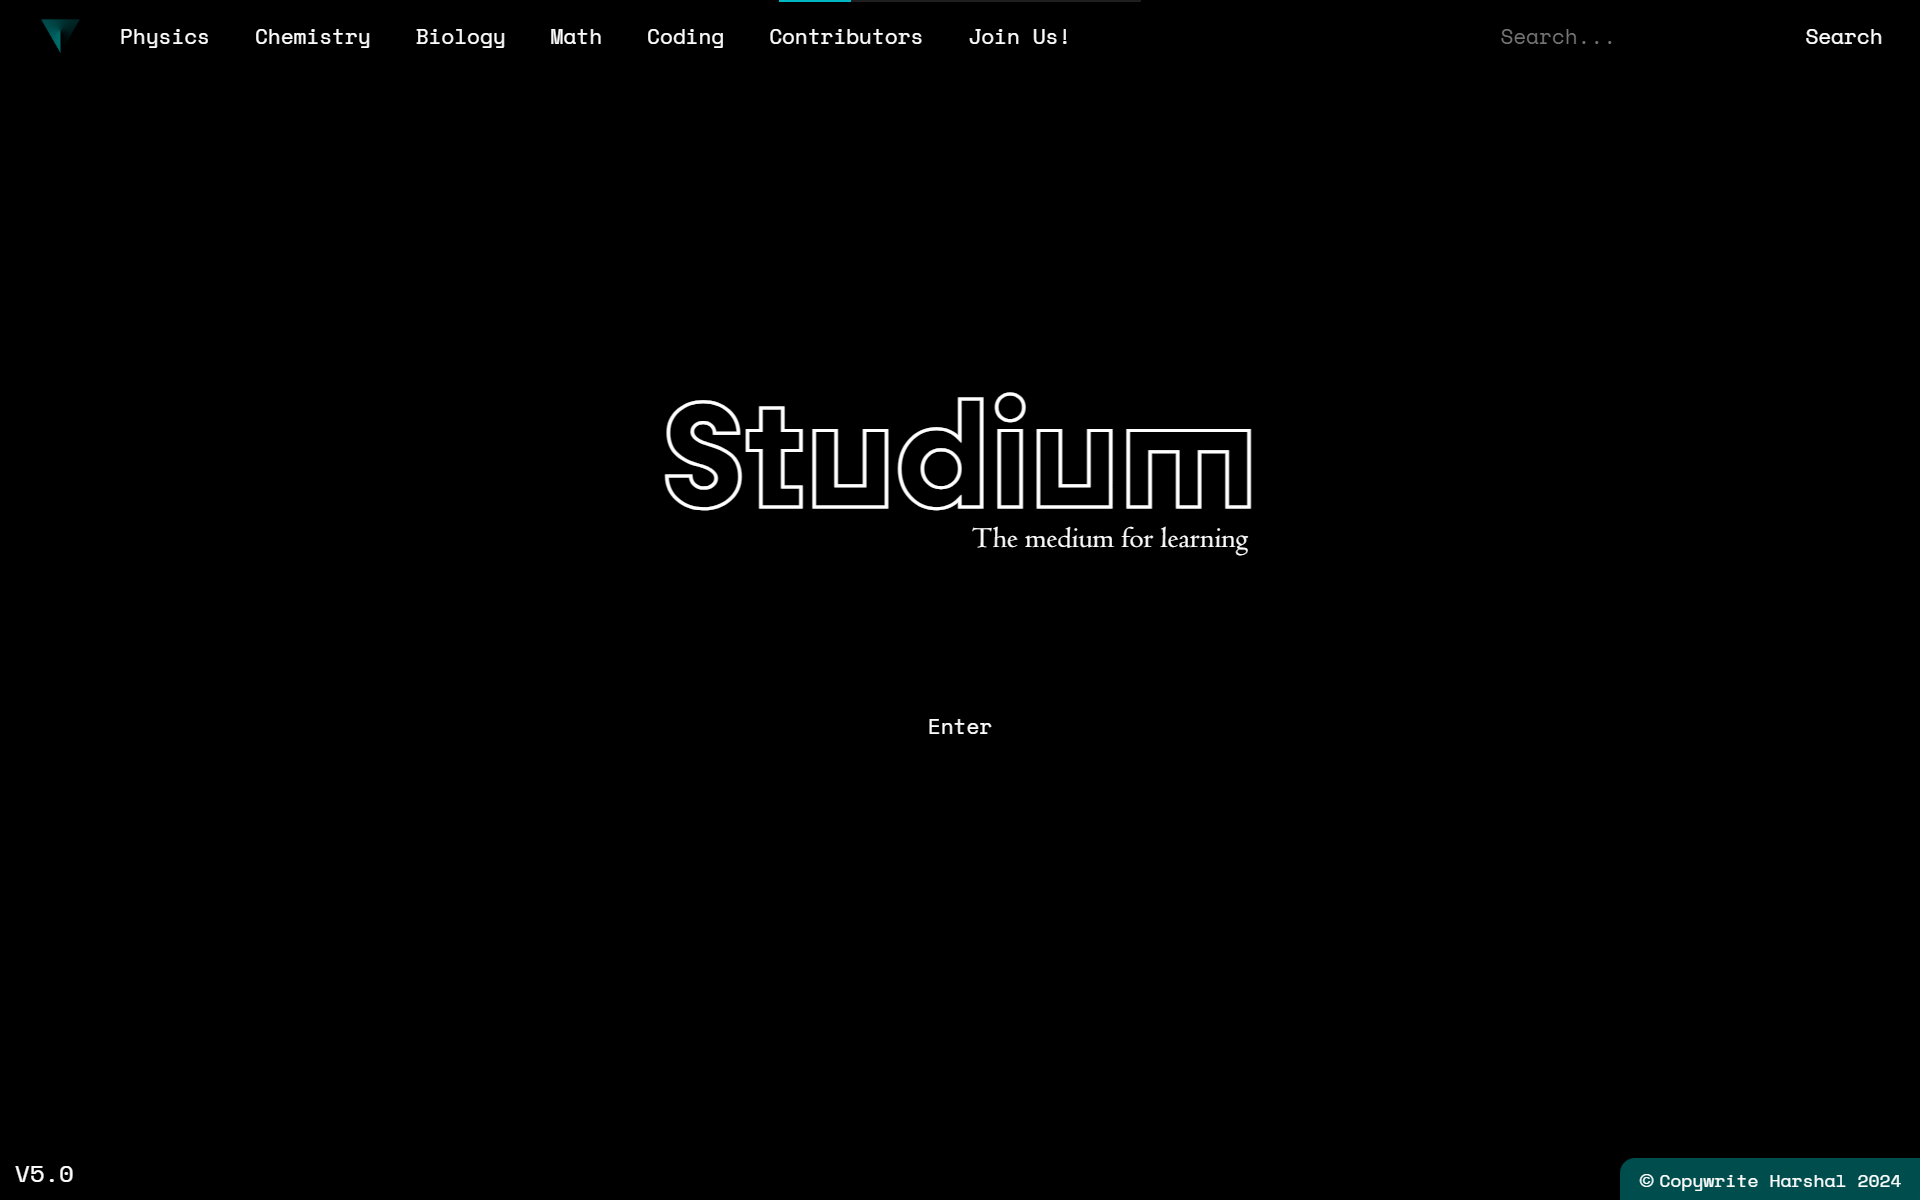 Physics Chemistry Biology Math Coding Contributors Join Us! Search... Search
Studium
The medium for learning
Enter
V5.0
© Copywrite Harshal 2024